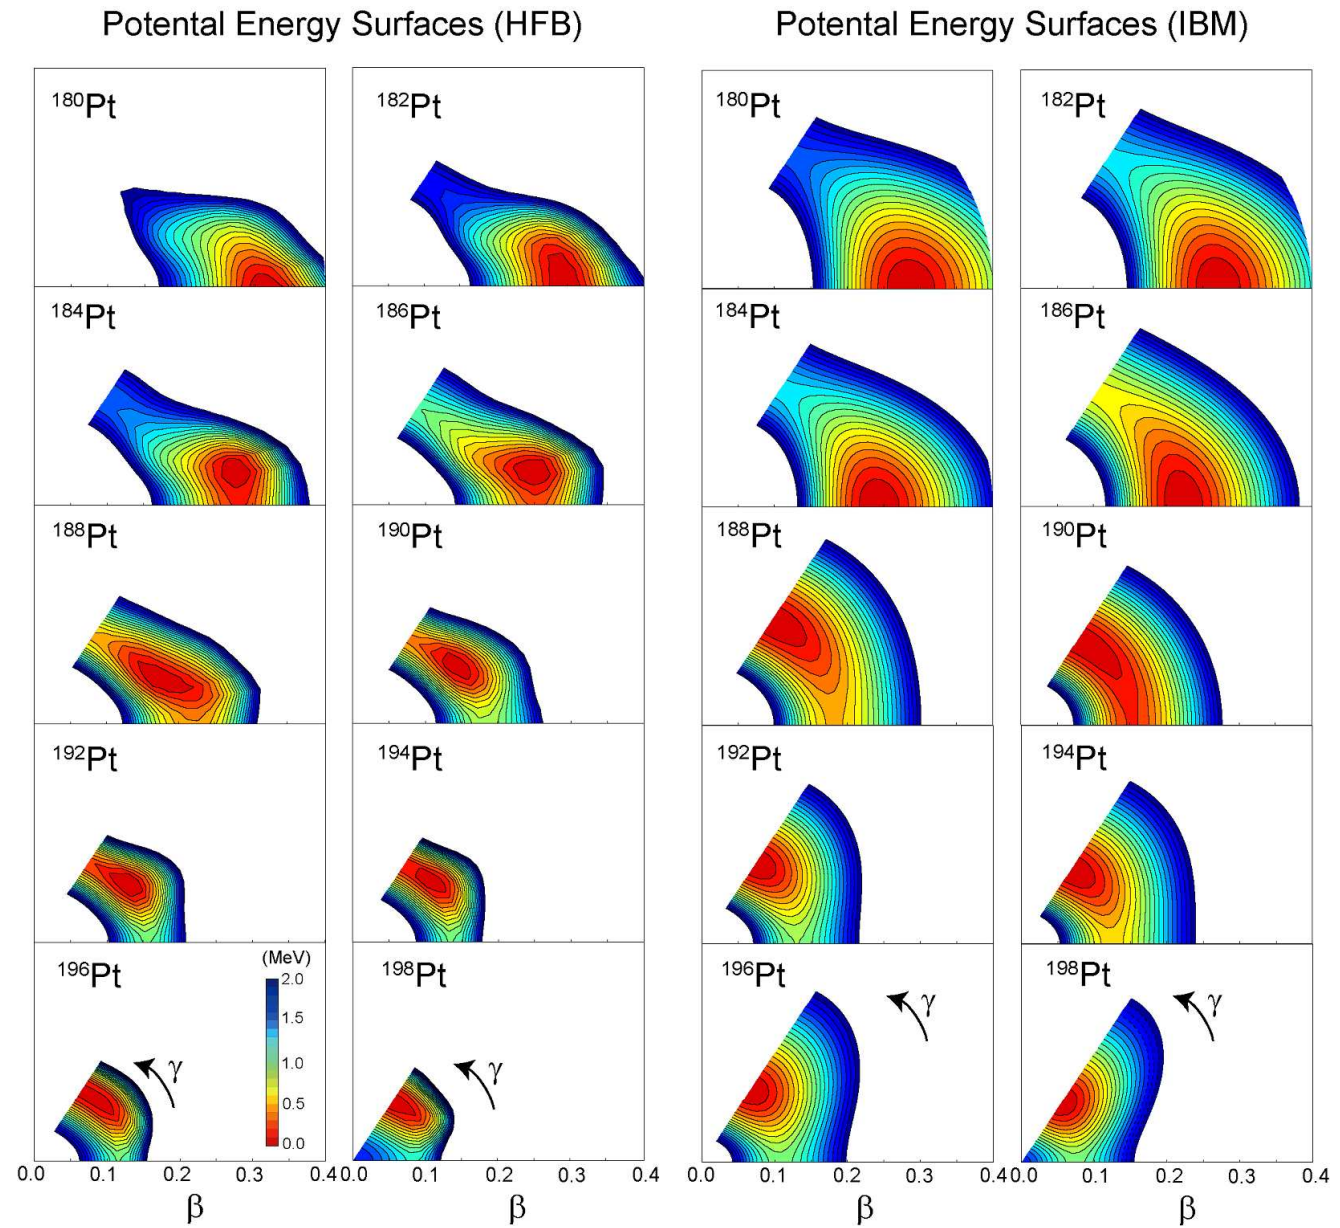 Potental Energy Surfaces (HFB) Potental Energy Surfaces (IBM)
¹⁸⁰Pt ¹⁸²Pt ¹⁸⁰Pt ¹⁸²Pt
¹⁸⁴Pt ¹⁸⁶Pt ¹⁸⁴Pt ¹⁸⁶Pt
¹⁸⁸Pt ¹⁹⁰Pt ¹⁸⁸Pt ¹⁹⁰Pt
¹⁹²Pt ¹⁹⁴Pt ¹⁹²Pt ¹⁹⁴Pt
¹⁹⁶Pt (MeV) ¹⁹⁸Pt ¹⁹⁶Pt ¹⁹⁸Pt
2.0
1.5
1.0
0.5
0.0
γ γ γ γ
0.0 0.1 0.2 0.3 0.4 0.0 0.1 0.2 0.3 0.4 0.0 0.1 0.2 0.3 0.4 0.0 0.1 0.2 0.3 0.4
β β β β